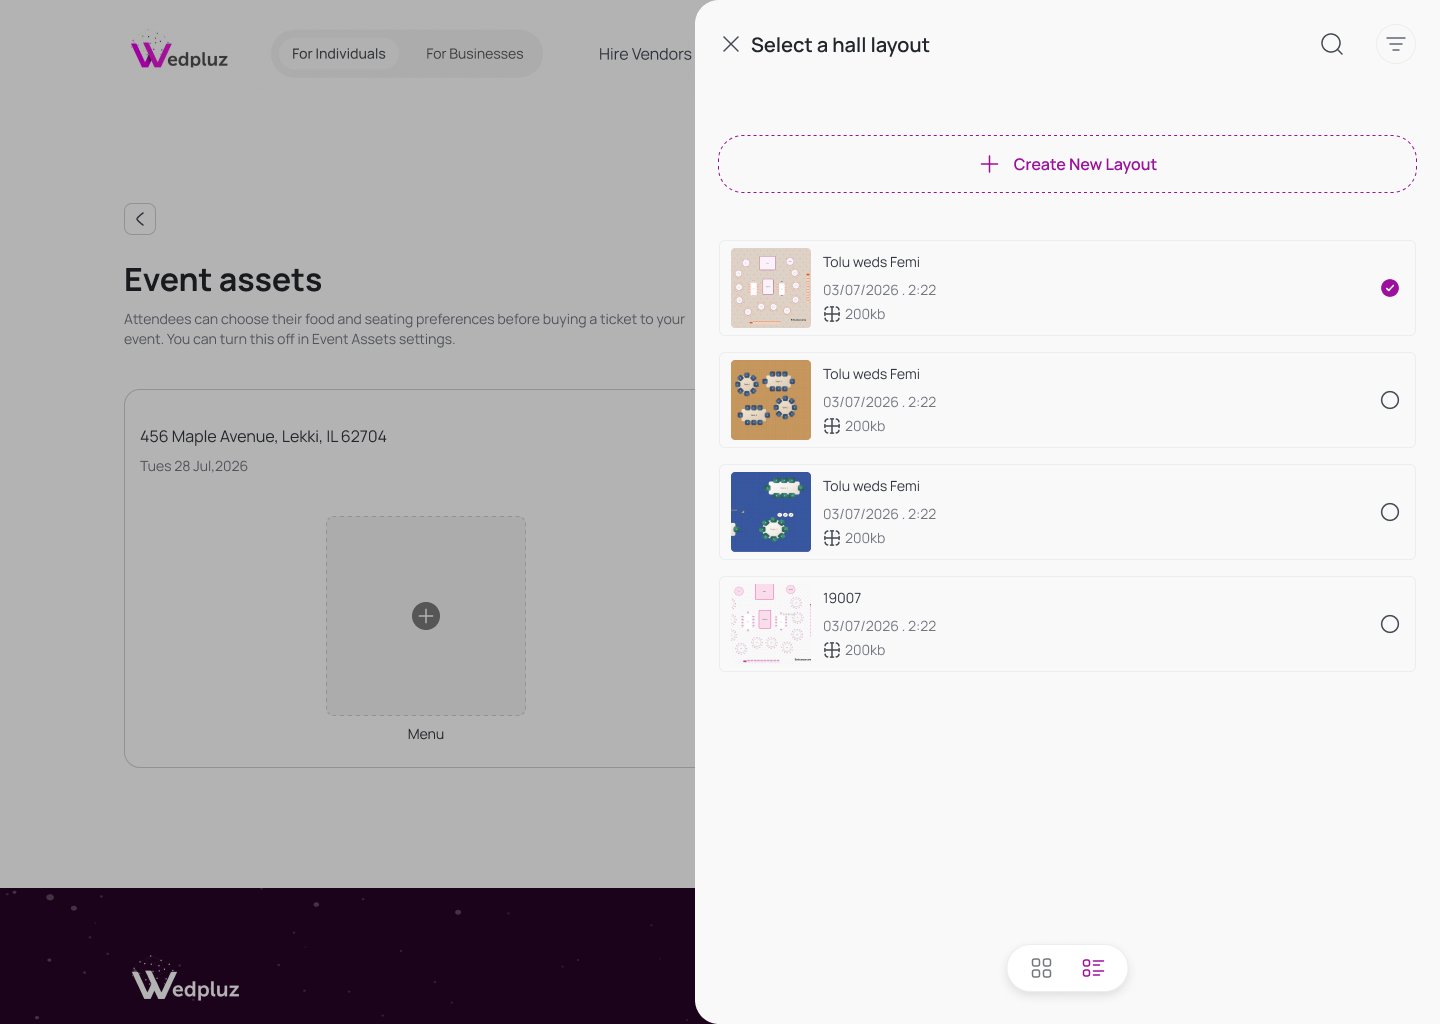 Wedpluz
For Individuals
For Businesses
Hire Vendors
Event assets
Attendees can choose their food and seating preferences before buying a ticket to your
event. You can turn this off in Event Assets settings.
456 Maple Avenue, Lekki, IL 62704
Tues 28 Jul,2026
Menu
Wedpluz
Select a hall layout
Create New Layout
Tolu weds Femi
03/07/2026 . 2:22
200kb
Tolu weds Femi
03/07/2026 . 2:22
200kb
Tolu weds Femi
03/07/2026 . 2:22
200kb
19007
03/07/2026 . 2:22
200kb